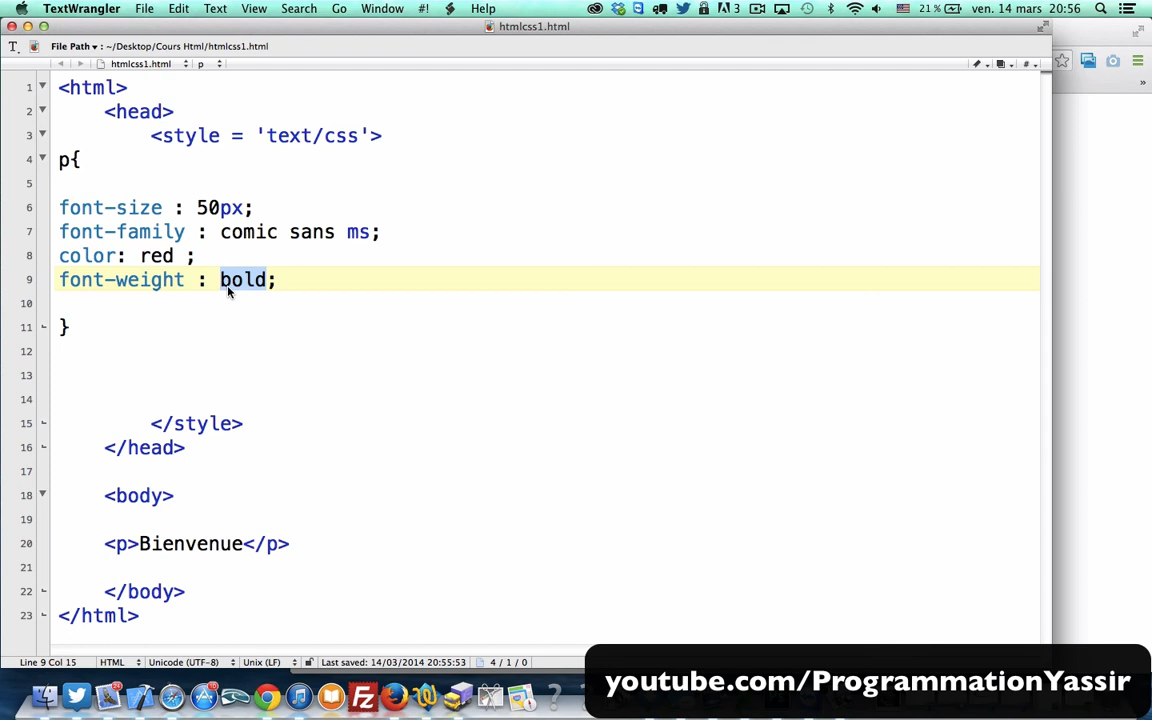 TextWrangler File Edit Text View Search Go Window #! Help 3 21 % ven. 14 mars 20:56
htmlcss1.html
File Path ▾ : ~/Desktop/Cours Html/htmlcss1.html
htmlcss1.html p
1 <html>
2 <head>
3 <style = 'text/css'>
4 p{
5
6 font-size : 50px;
7 font-family : comic sans ms;
8 color: red ;
9 font-weight : bold;
10
11 }
12
13
14
15 </style>
16 </head>
17
18 <body>
19
20 <p>Bienvenue</p>
21
22 </body>
23 </html>
Line 9 Col 15 HTML Unicode (UTF-8) Unix (LF) Last saved: 14/03/2014 20:55:53 4 / 1 / 0
youtube.com/ProgrammationYassir